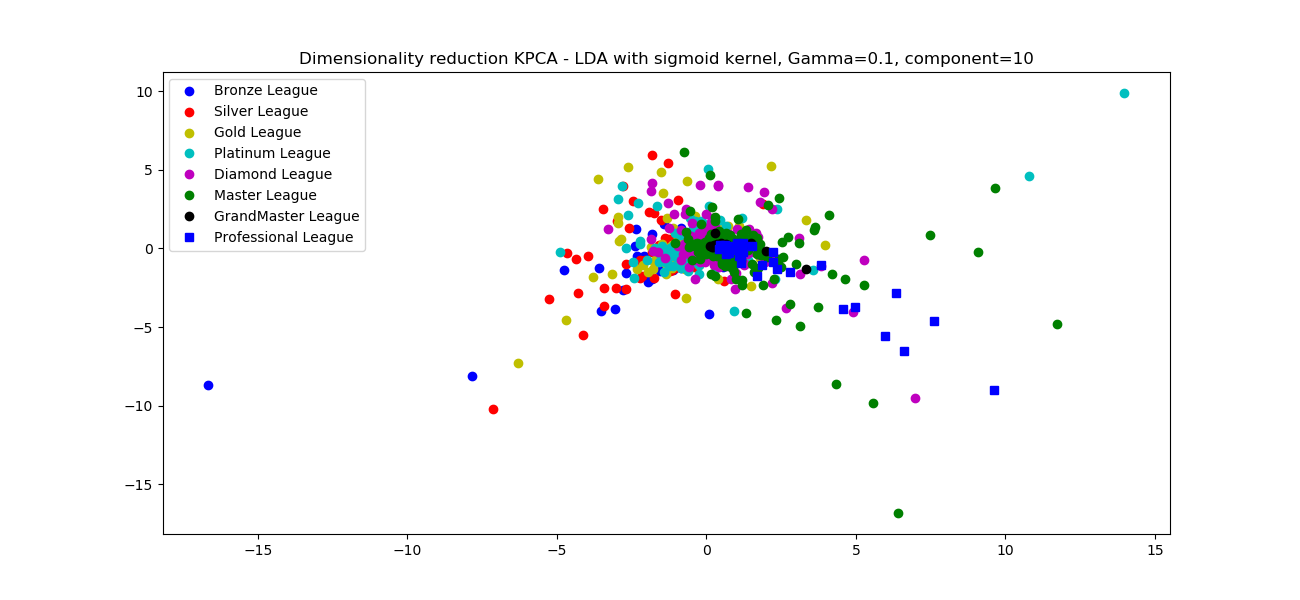 Dimensionality reduction KPCA - LDA with sigmoid kernel, Gamma=0.1, component=10
Bronze League
Silver League
Gold League
Platinum League
Diamond League
Master League
GrandMaster League
Professional League
10
5
0
−5
−10
−15
−15
−10
−5
0
5
10
15